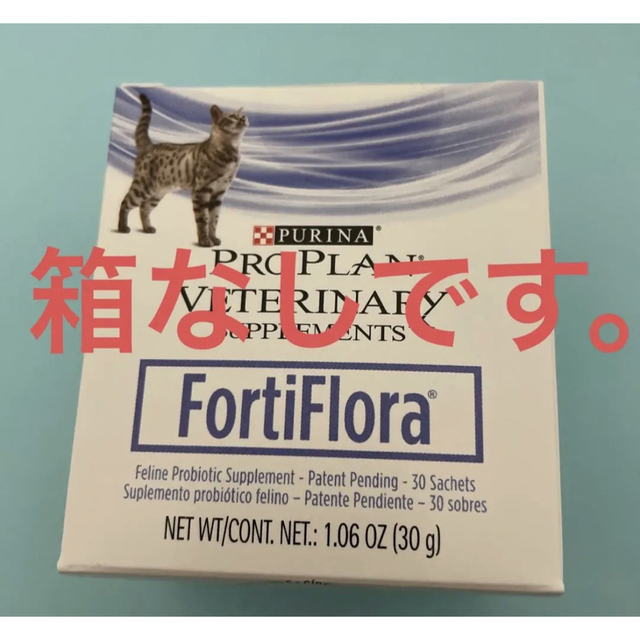 PURINA®
PRO PLAN®
箱なしです。
VETERINARY
SUPPLEMENTS™
FortiFlora®
Feline Probiotic Supplement - Patent Pending - 30 Sachets
Suplemento probiótico felino – Patente Pendiente – 30 sobres
NET WT/CONT. NET.: 1.06 OZ (30 g)